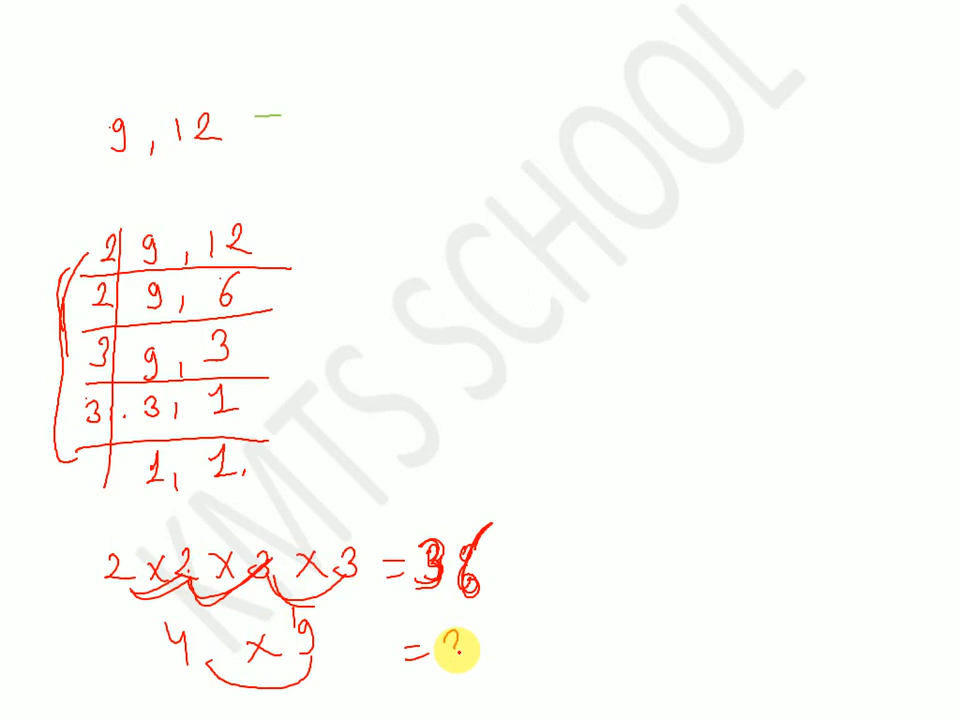 9, 12
2 9, 12
2 9, 6
3 9, 3
3 3, 1
1, 1.
2 x 2 x 3 x 3 = 36
4 x 9 = ?
KMTS SCHOOL